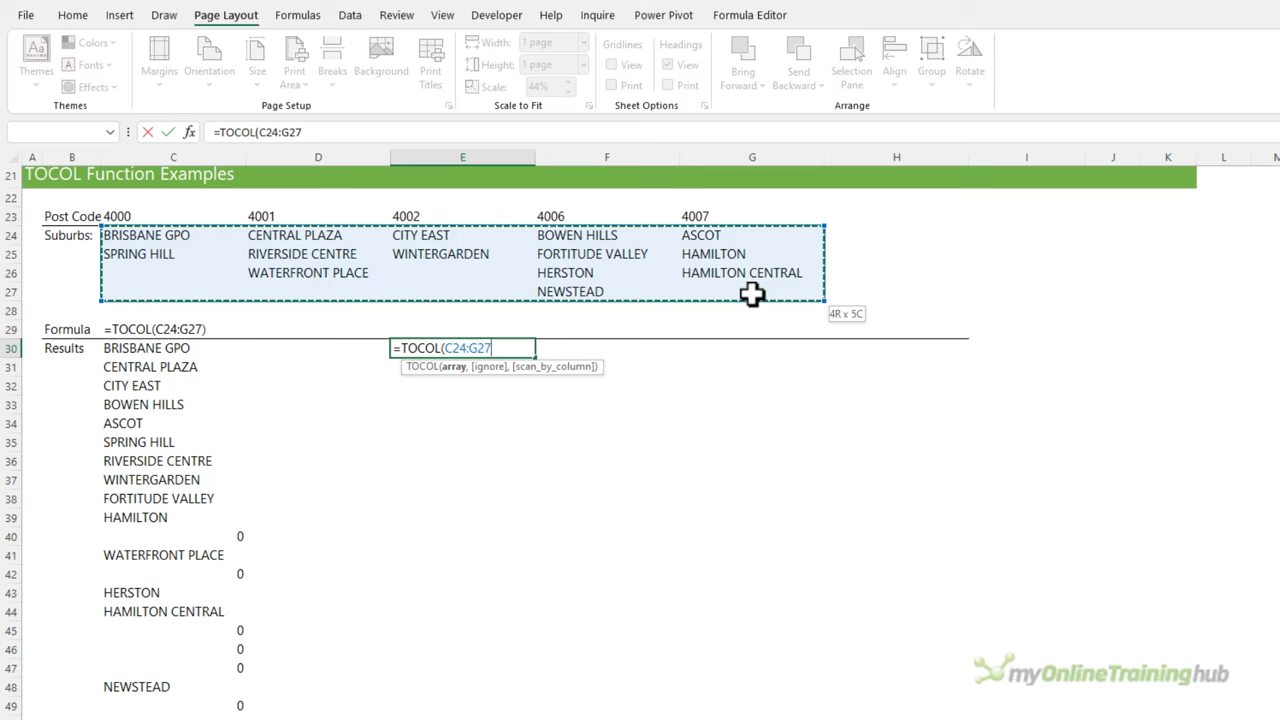 File Home Insert Draw Page Layout Formulas Data Review View Developer Help Inquire Power Pivot Formula Editor
Themes Colors Fonts Effects Margins Orientation Size Print Area Breaks Background Print Titles Width: 1 page Height: 1 page Scale: 44% Gridlines View Print Headings View Print Bring Forward Send Backward Selection Pane Align Group Rotate
Themes Page Setup Scale to Fit Sheet Options Arrange
fx =TOCOL(C24:G27
A B C D E F G H I J K L M
21 TOCOL Function Examples
22
23 Post Code 4000 4001 4002 4006 4007
24 Suburbs: BRISBANE GPO CENTRAL PLAZA CITY EAST BOWEN HILLS ASCOT
25 SPRING HILL RIVERSIDE CENTRE WINTERGARDEN FORTITUDE VALLEY HAMILTON
26 WATERFRONT PLACE HERSTON HAMILTON CENTRAL
27 NEWSTEAD
28 4R x 5C
29 Formula =TOCOL(C24:G27)
30 Results BRISBANE GPO =TOCOL(C24:G27
31 CENTRAL PLAZA TOCOL(array, [ignore], [scan_by_column])
32 CITY EAST
33 BOWEN HILLS
34 ASCOT
35 SPRING HILL
36 RIVERSIDE CENTRE
37 WINTERGARDEN
38 FORTITUDE VALLEY
39 HAMILTON
40 0
41 WATERFRONT PLACE
42 0
43 HERSTON
44 HAMILTON CENTRAL
45 0
46 0
47 0
48 NEWSTEAD
49 0
myOnlineTraininghub